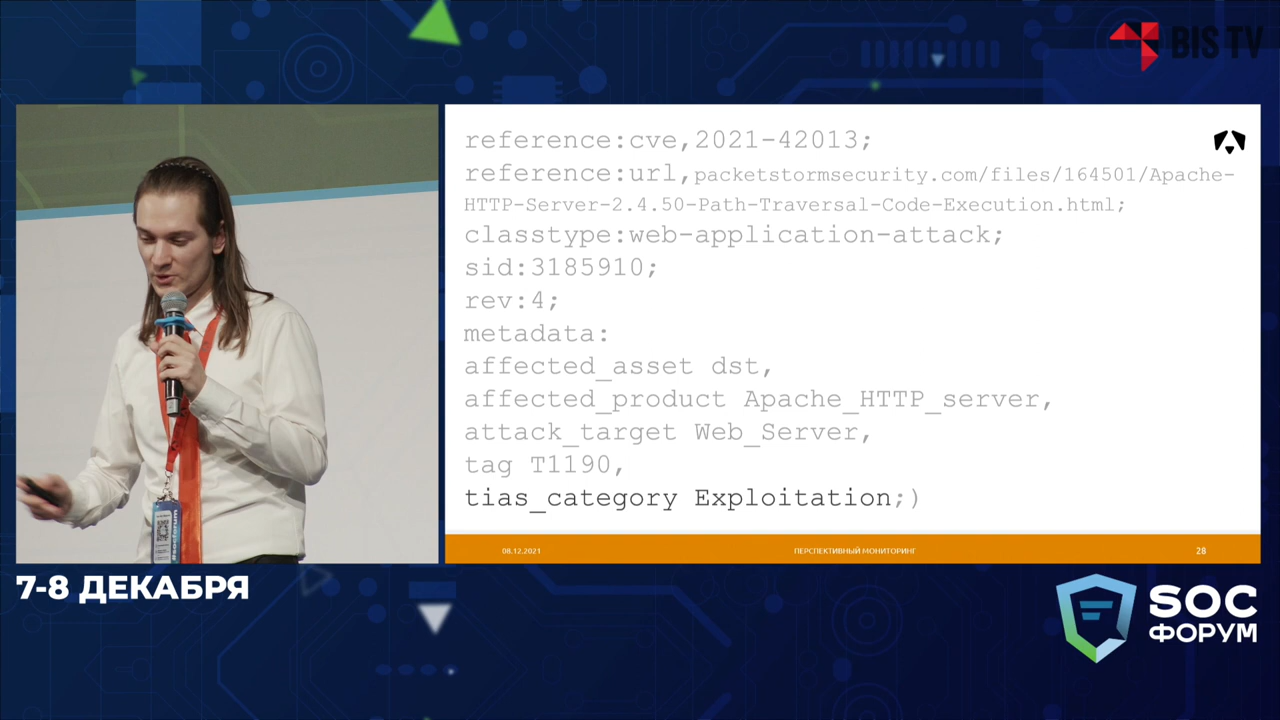 BIS TV
reference:cve,2021-42013;
reference:url,packetstormsecurity.com/files/164501/Apache-
HTTP-Server-2.4.50-Path-Traversal-Code-Execution.html;
classtype:web-application-attack;
sid:3185910;
rev:4;
metadata:
affected_asset dst,
affected_product Apache_HTTP_server,
attack_target Web_Server,
tag T1190,
tias_category Exploitation;)
08.12.2021
ПЕРСПЕКТИВНЫЙ МОНИТОРИНГ
28
#socforum
7-8 ДЕКАБРЯ
SOC
ФОРУМ